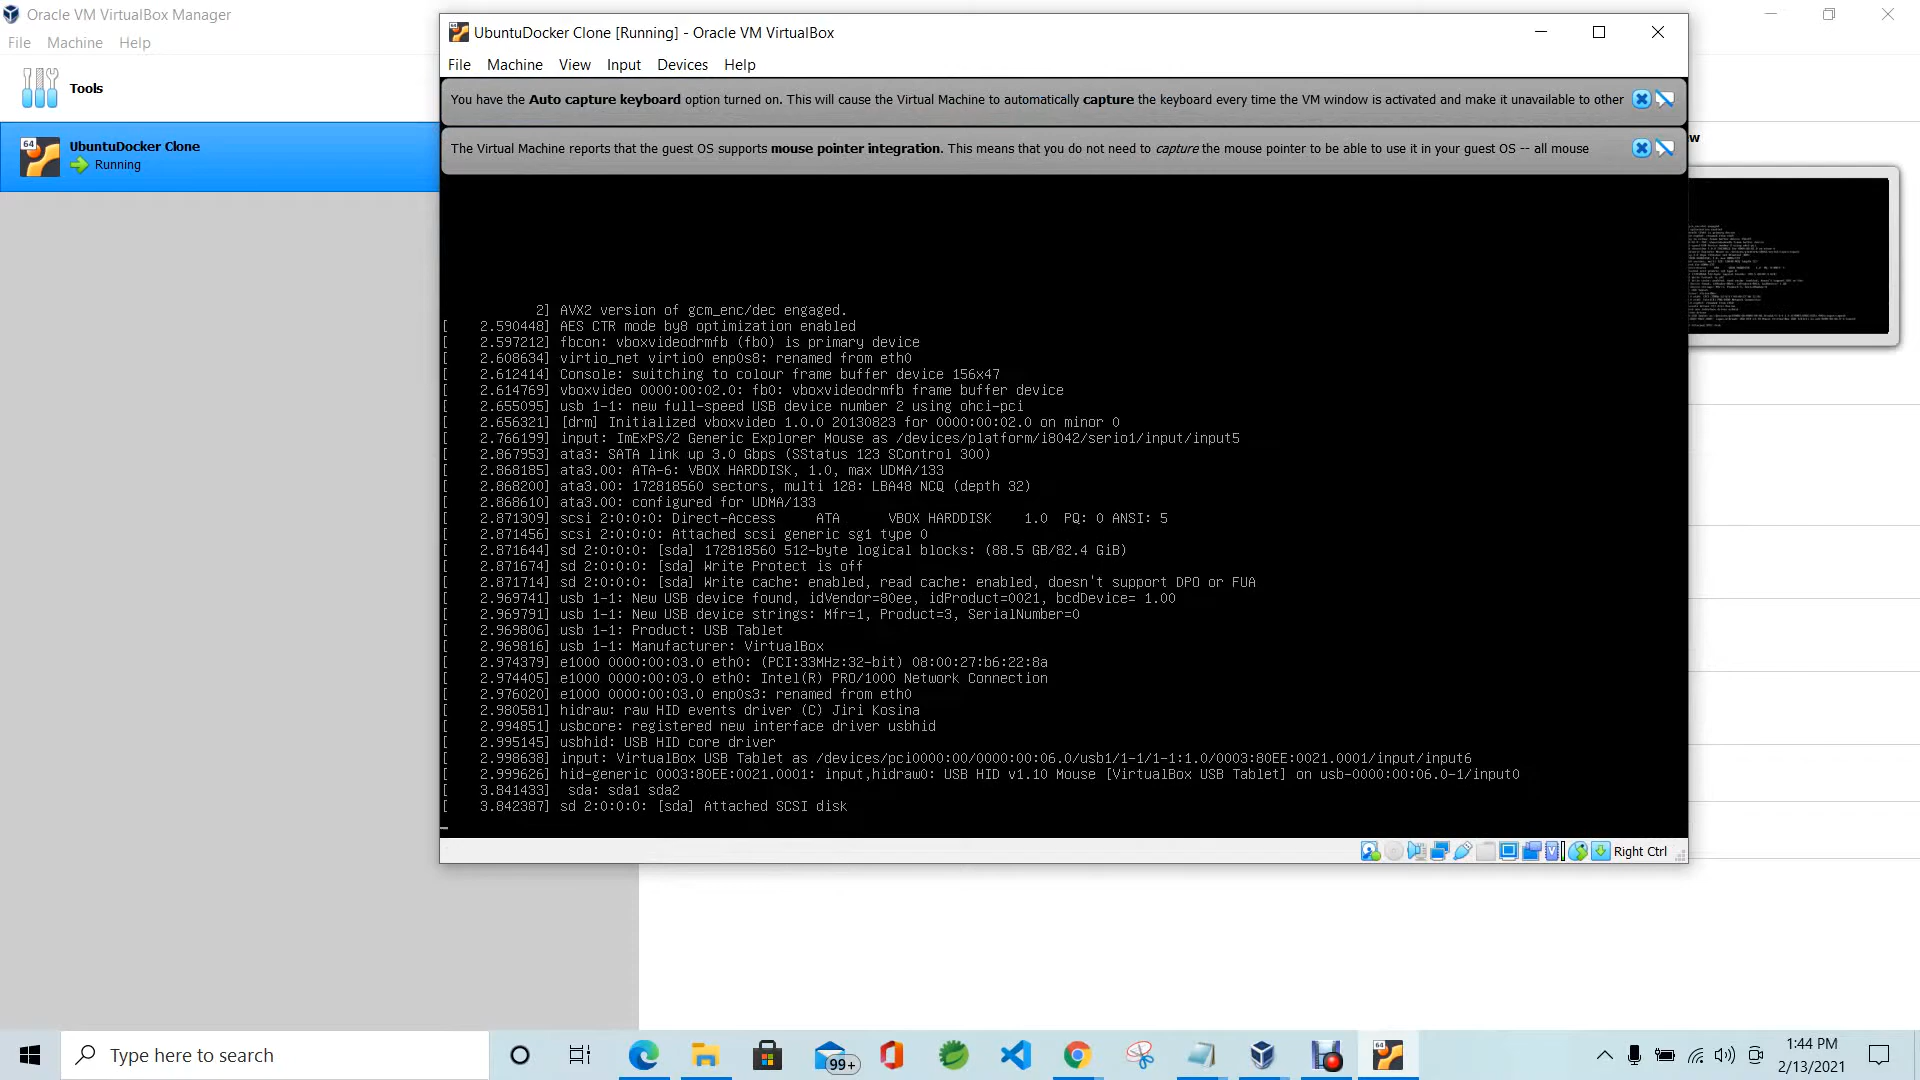 Oracle VM VirtualBox Manager
File Machine Help
Tools
64
UbuntuDocker Clone
Running
64
UbuntuDocker Clone [Running] - Oracle VM VirtualBox
File Machine View Input Devices Help
You have the Auto capture keyboard option turned on. This will cause the Virtual Machine to automatically capture the keyboard every time the VM window is activated and make it unavailable to other
The Virtual Machine reports that the guest OS supports mouse pointer integration. This means that you do not need to capture the mouse pointer to be able to use it in your guest OS -- all mouse
w
2] AVX2 version of gcm_enc/dec engaged.
[    2.590448] AES CTR mode by8 optimization enabled
[    2.597212] fbcon: vboxvideodrmfb (fb0) is primary device
[    2.608634] virtio_net virtio0 enp0s8: renamed from eth0
[    2.612414] Console: switching to colour frame buffer device 156x47
[    2.614769] vboxvideo 0000:00:02.0: fb0: vboxvideodrmfb frame buffer device
[    2.655095] usb 1-1: new full-speed USB device number 2 using ohci-pci
[    2.656321] [drm] Initialized vboxvideo 1.0.0 20130823 for 0000:00:02.0 on minor 0
[    2.766199] input: ImExPS/2 Generic Explorer Mouse as /devices/platform/i8042/serio1/input/input5
[    2.867953] ata3: SATA link up 3.0 Gbps (SStatus 123 SControl 300)
[    2.868185] ata3.00: ATA-6: VBOX HARDDISK, 1.0, max UDMA/133
[    2.868200] ata3.00: 172818560 sectors, multi 128: LBA48 NCQ (depth 32)
[    2.868610] ata3.00: configured for UDMA/133
[    2.871309] scsi 2:0:0:0: Direct-Access     ATA      VBOX HARDDISK    1.0  PQ: 0 ANSI: 5
[    2.871456] scsi 2:0:0:0: Attached scsi generic sg1 type 0
[    2.871644] sd 2:0:0:0: [sda] 172818560 512-byte logical blocks: (88.5 GB/82.4 GiB)
[    2.871674] sd 2:0:0:0: [sda] Write Protect is off
[    2.871714] sd 2:0:0:0: [sda] Write cache: enabled, read cache: enabled, doesn't support DPO or FUA
[    2.969741] usb 1-1: New USB device found, idVendor=80ee, idProduct=0021, bcdDevice= 1.00
[    2.969791] usb 1-1: New USB device strings: Mfr=1, Product=3, SerialNumber=0
[    2.969806] usb 1-1: Product: USB Tablet
[    2.969816] usb 1-1: Manufacturer: VirtualBox
[    2.974379] e1000 0000:00:03.0 eth0: (PCI:33MHz:32-bit) 08:00:27:b6:22:8a
[    2.974405] e1000 0000:00:03.0 eth0: Intel(R) PRO/1000 Network Connection
[    2.976020] e1000 0000:00:03.0 enp0s3: renamed from eth0
[    2.980581] hidraw: raw HID events driver (C) Jiri Kosina
[    2.994851] usbcore: registered new interface driver usbhid
[    2.995145] usbhid: USB HID core driver
[    2.998638] input: VirtualBox USB Tablet as /devices/pci0000:00/0000:00:06.0/usb1/1-1/1-1:1.0/0003:80EE:0021.0001/input/input6
[    2.999626] hid-generic 0003:80EE:0021.0001: input,hidraw0: USB HID v1.10 Mouse [VirtualBox USB Tablet] on usb-0000:00:06.0-1/input0
[    3.841433]  sda: sda1 sda2
[    3.842387] sd 2:0:0:0: [sda] Attached SCSI disk
Right Ctrl
Type here to search
99+
64
1:44 PM
2/13/2021